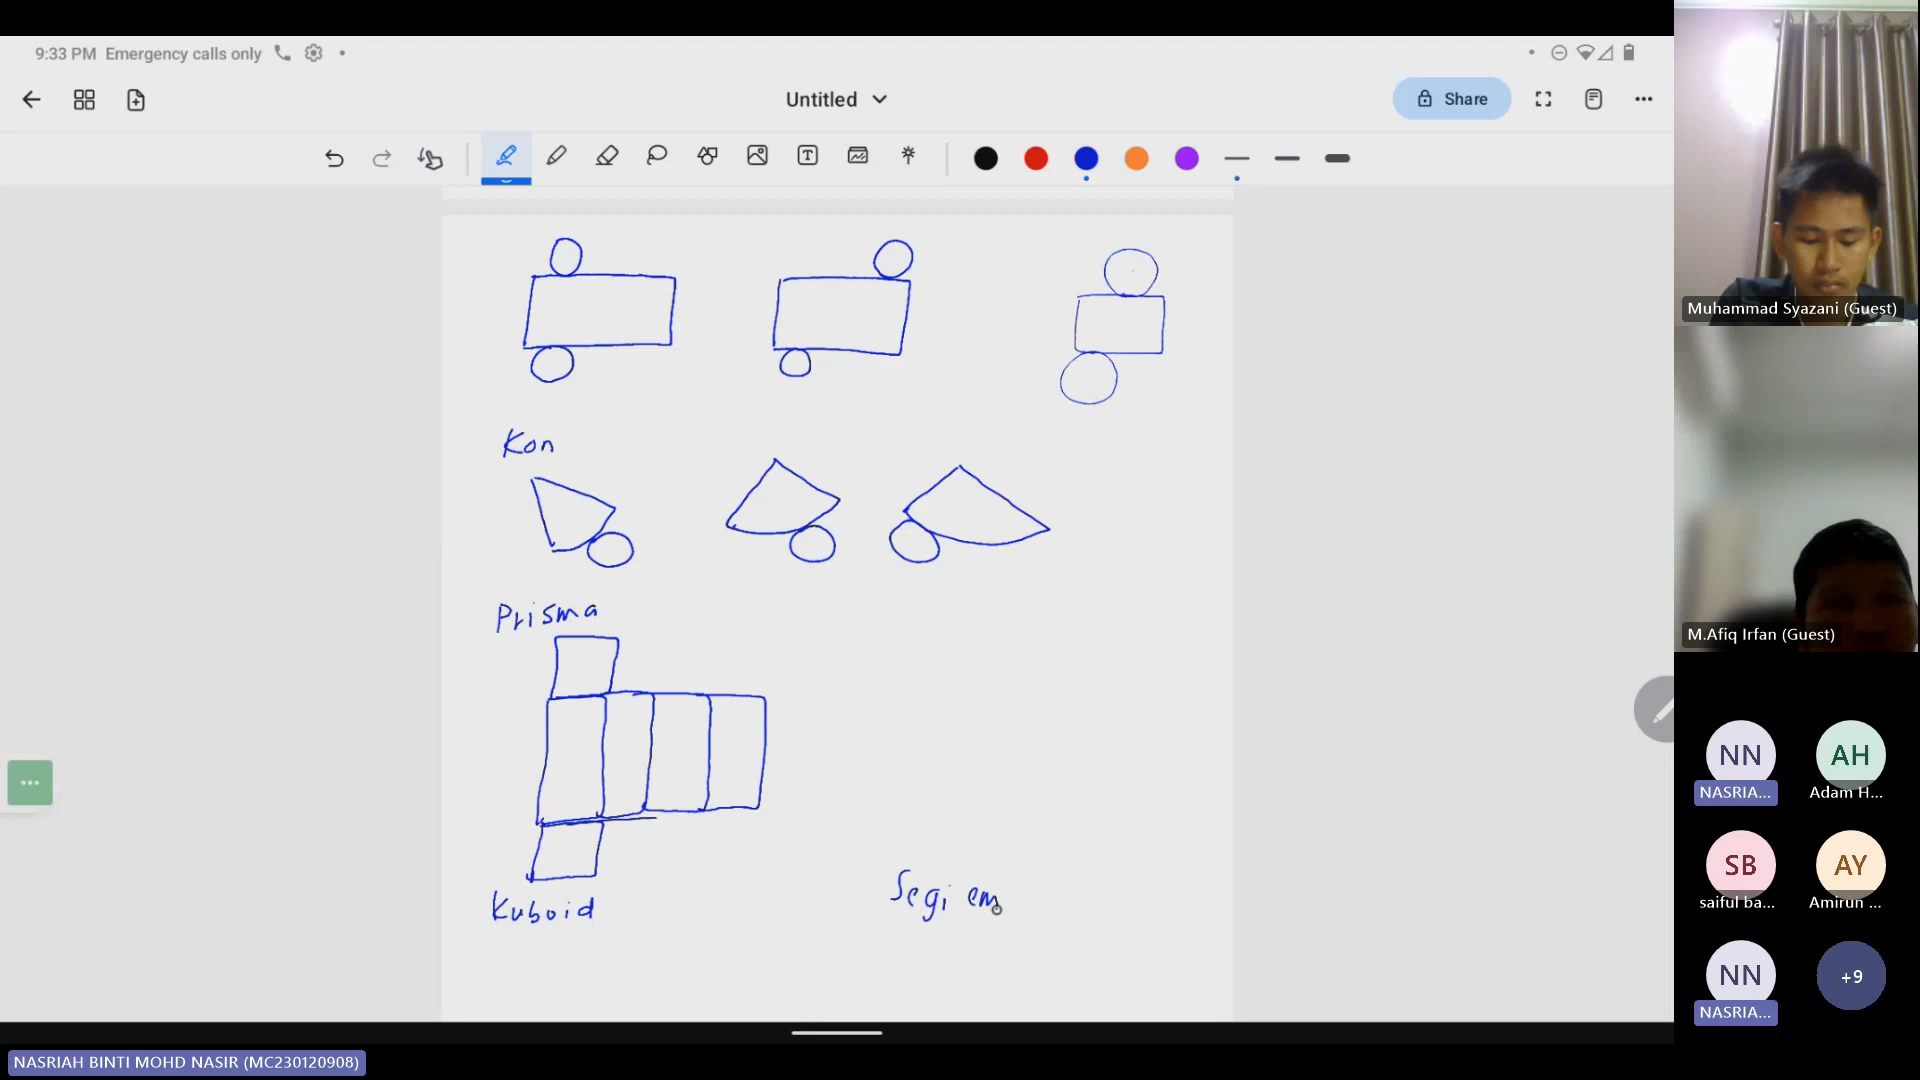 9:33 PM Emergency calls only
Untitled
Share
Kon
Prisma
Kuboid
Segi em
Muhammad Syazani (Guest)
M.Afiq Irfan (Guest)
NN
NASRIA...
AH
Adam H...
SB
saiful ba...
AY
Amirun ...
NN
NASRIA...
+9
NASRIAH BINTI MOHD NASIR (MC230120908)